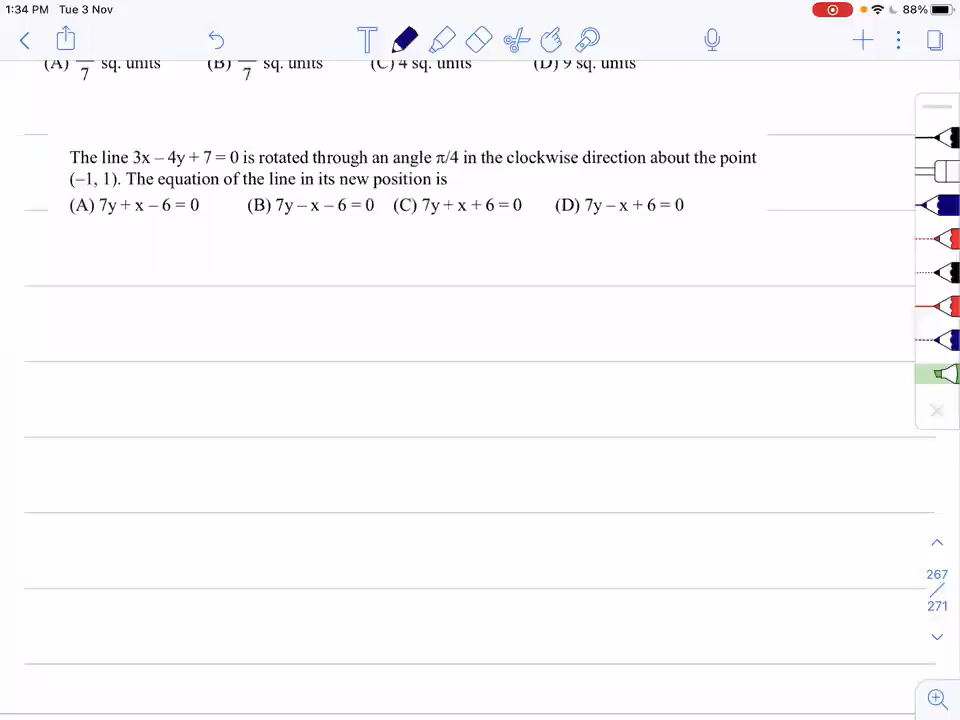 1:34 PM Tue 3 Nov 88%
T
(A) 7 sq. units (B) 7 sq. units (C) 4 sq. units (D) 9 sq. units
The line 3x – 4y + 7 = 0 is rotated through an angle π/4 in the clockwise direction about the point
(–1, 1). The equation of the line in its new position is
(A) 7y + x – 6 = 0 (B) 7y – x – 6 = 0 (C) 7y + x + 6 = 0 (D) 7y – x + 6 = 0
267
271